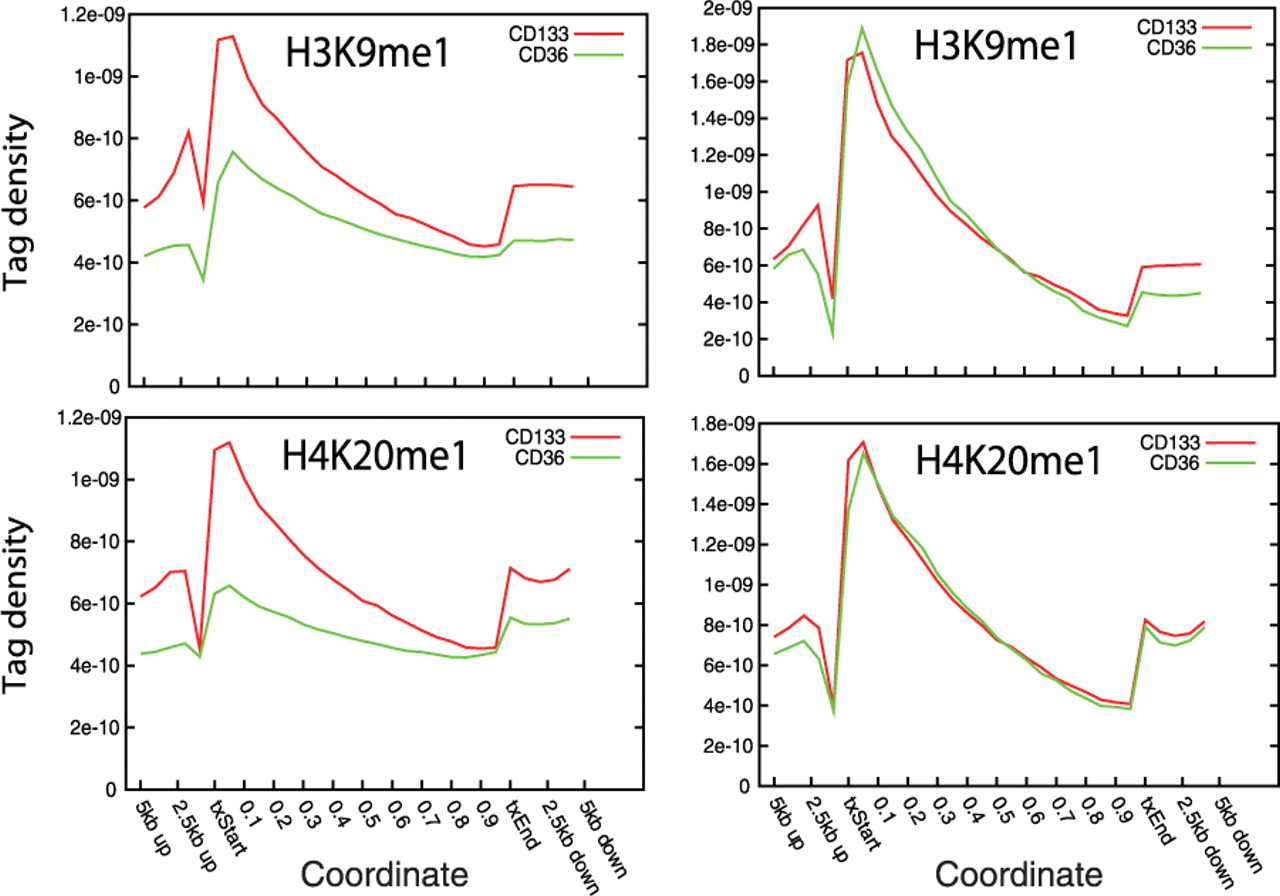 1.2e-09
1e-09
8e-10
6e-10
4e-10
2e-10
0
Tag density
H3K9me1
CD133
CD36
2e-09
1.8e-09
1.6e-09
1.4e-09
1.2e-09
1e-09
8e-10
6e-10
4e-10
2e-10
0
H3K9me1
CD133
CD36
1.2e-09
1e-09
8e-10
6e-10
4e-10
2e-10
0
Tag density
H4K20me1
CD133
CD36
5kb up
2.5kb up
txStart
0.1
0.2
0.3
0.4
0.5
0.6
0.7
0.8
0.9
txEnd
2.5kb down
5kb down
Coordinate
1.8e-09
1.6e-09
1.4e-09
1.2e-09
1e-09
8e-10
6e-10
4e-10
2e-10
0
H4K20me1
CD133
CD36
5kb up
2.5kb up
txStart
0.1
0.2
0.3
0.4
0.5
0.6
0.7
0.8
0.9
txEnd
2.5kb down
5kb down
Coordinate